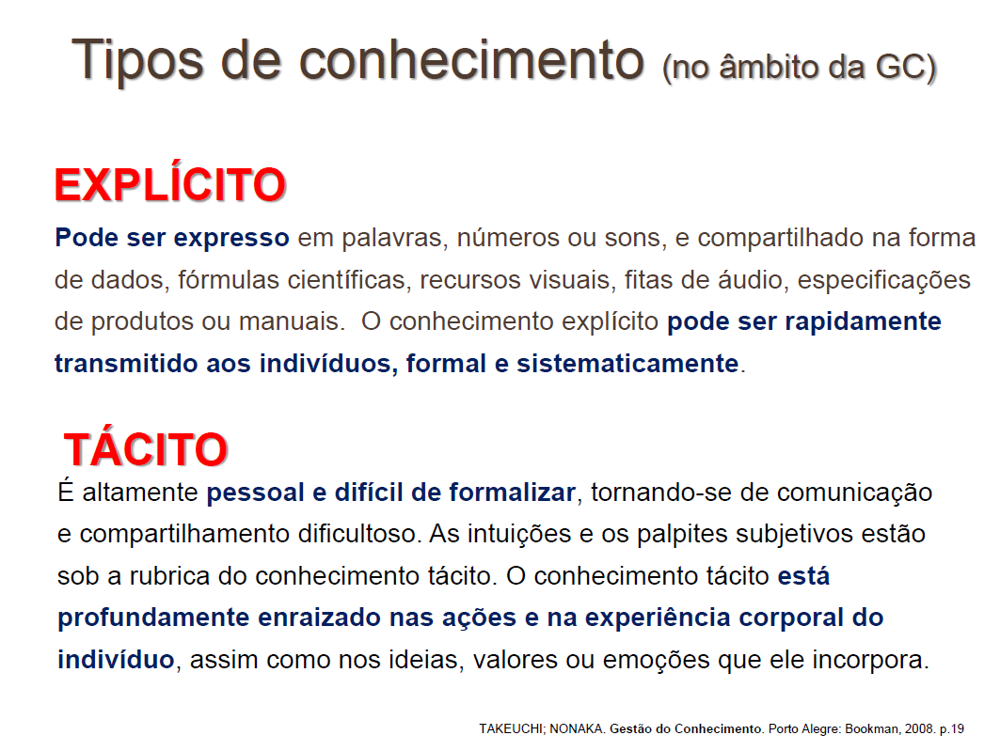 Tipos de conhecimento (no âmbito da GC)
EXPLÍCITO
Pode ser expresso em palavras, números ou sons, e compartilhado na forma
de dados, fórmulas científicas, recursos visuais, fitas de áudio, especificações
de produtos ou manuais.  O conhecimento explícito pode ser rapidamente
transmitido aos indivíduos, formal e sistematicamente.
TÁCITO
É altamente pessoal e difícil de formalizar, tornando-se de comunicação
e compartilhamento dificultoso. As intuições e os palpites subjetivos estão
sob a rubrica do conhecimento tácito. O conhecimento tácito está
profundamente enraizado nas ações e na experiência corporal do
indivíduo, assim como nos ideias, valores ou emoções que ele incorpora.
TAKEUCHI; NONAKA. Gestão do Conhecimento. Porto Alegre: Bookman, 2008. p.19